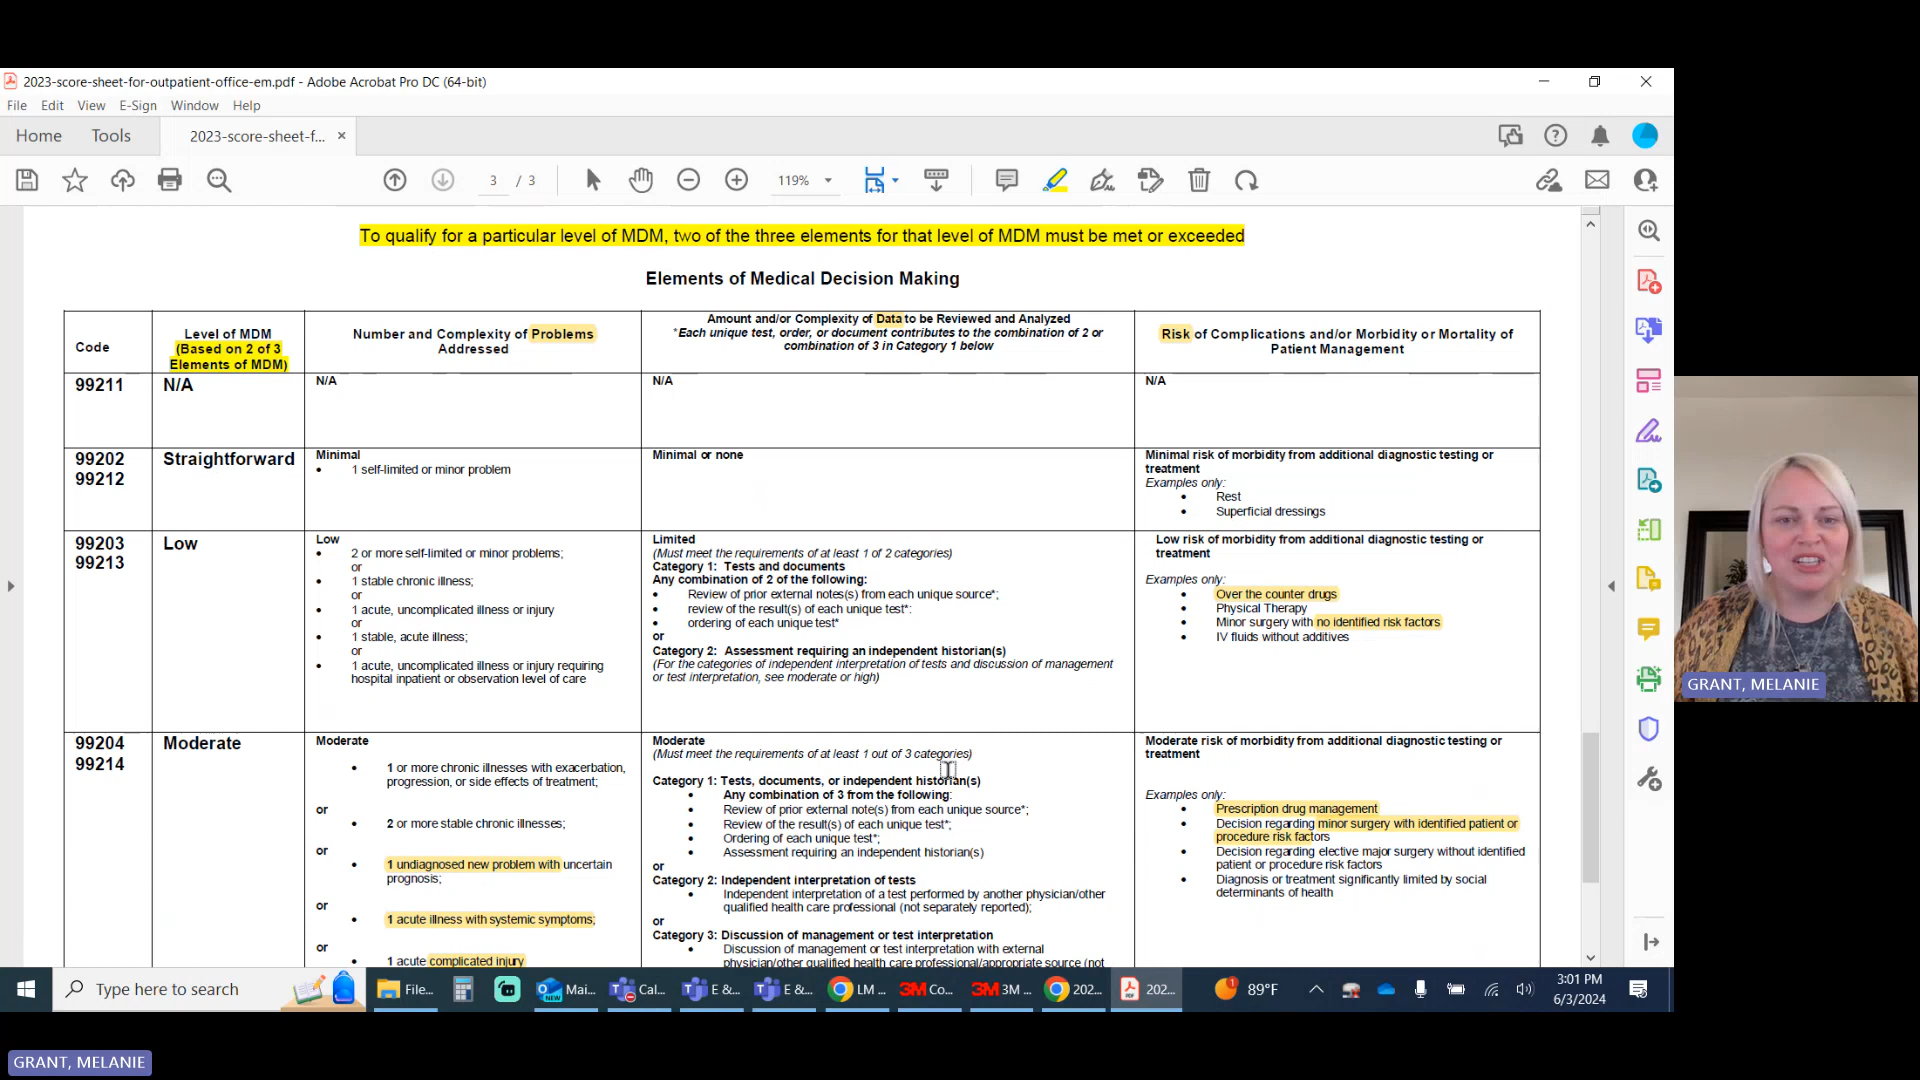 2023-score-sheet-for-outpatient-office-em.pdf - Adobe Acrobat Pro DC (64-bit)
File Edit View E-Sign Window Help
Home Tools 2023-score-sheet-f... ×
3 / 3 119%
To qualify for a particular level of MDM, two of the three elements for that level of MDM must be met or exceeded
Elements of Medical Decision Making
Code
Level of MDM
(Based on 2 of 3
Elements of MDM)
Number and Complexity of Problems
Addressed
Amount and/or Complexity of Data to be Reviewed and Analyzed
*Each unique test, order, or document contributes to the combination of 2 or
combination of 3 in Category 1 below
Risk of Complications and/or Morbidity or Mortality of
Patient Management
99211
N/A
N/A
N/A
N/A
99202
99212
Straightforward
Minimal
• 1 self-limited or minor problem
Minimal or none
Minimal risk of morbidity from additional diagnostic testing or
treatment
Examples only:
• Rest
• Superficial dressings
99203
99213
Low
Low
• 2 or more self-limited or minor problems;
or
• 1 stable chronic illness;
or
• 1 acute, uncomplicated illness or injury
or
• 1 stable, acute illness;
or
• 1 acute, uncomplicated illness or injury requiring
hospital inpatient or observation level of care
Limited
(Must meet the requirements of at least 1 of 2 categories)
Category 1: Tests and documents
Any combination of 2 of the following:
• Review of prior external notes(s) from each unique source*;
• review of the result(s) of each unique test*:
• ordering of each unique test*
or
Category 2: Assessment requiring an independent historian(s)
(For the categories of independent interpretation of tests and discussion of management
or test interpretation, see moderate or high)
Low risk of morbidity from additional diagnostic testing or
treatment
Examples only:
• Over the counter drugs
• Physical Therapy
• Minor surgery with no identified risk factors
• IV fluids without additives
99204
99214
Moderate
Moderate
• 1 or more chronic illnesses with exacerbation,
progression, or side effects of treatment;
or
• 2 or more stable chronic illnesses;
or
• 1 undiagnosed new problem with uncertain
prognosis;
or
• 1 acute illness with systemic symptoms;
or
• 1 acute complicated injury
Moderate
(Must meet the requirements of at least 1 out of 3 categories)
Category 1: Tests, documents, or independent historian(s)
• Any combination of 3 from the following:
• Review of prior external note(s) from each unique source*;
• Review of the result(s) of each unique test*;
• Ordering of each unique test*;
• Assessment requiring an independent historian(s)
or
Category 2: Independent interpretation of tests
• Independent interpretation of a test performed by another physician/other
qualified health care professional (not separately reported);
or
Category 3: Discussion of management or test interpretation
• Discussion of management or test interpretation with external
physician/other qualified health care professional/appropriate source (not
Moderate risk of morbidity from additional diagnostic testing or
treatment
Examples only:
• Prescription drug management
• Decision regarding minor surgery with identified patient or
procedure risk factors
• Decision regarding elective major surgery without identified
patient or procedure risk factors
• Diagnosis or treatment significantly limited by social
determinants of health
GRANT, MELANIE
Type here to search File... Mai... Cal... E &... E &... LM ... 3M Co... 3M 3M ... 202... 202... 89°F
3:01 PM
6/3/2024
GRANT, MELANIE